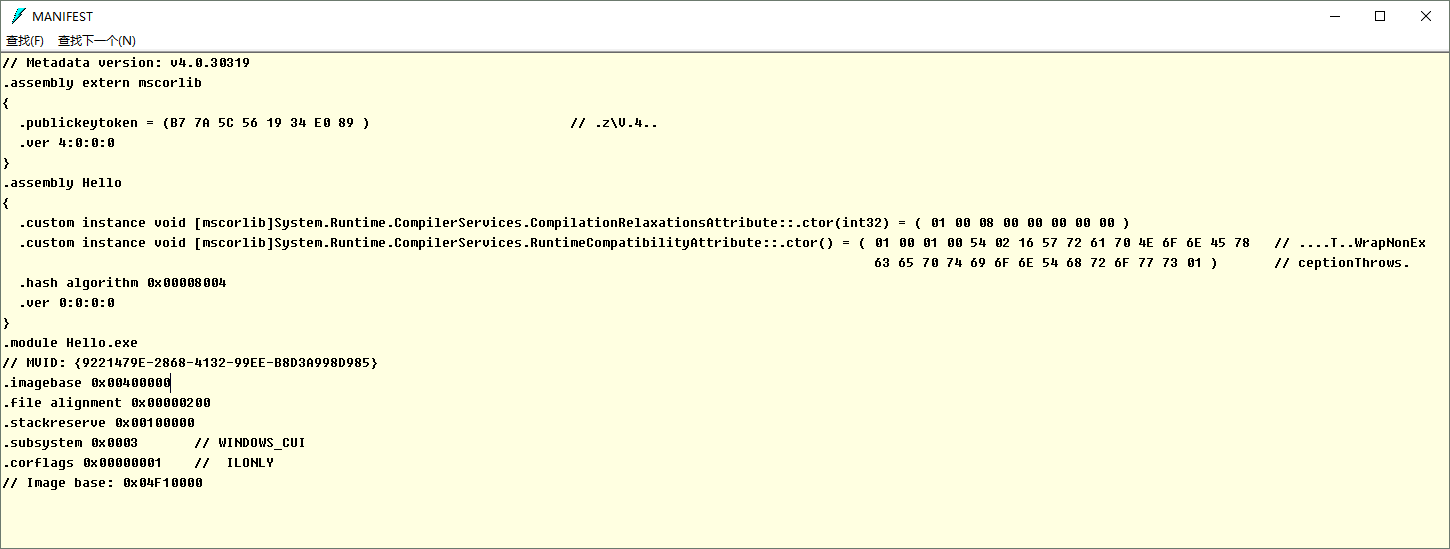 MANIFEST
查找(F) 查找下一个(N)
// Metadata version: v4.0.30319
.assembly extern mscorlib
{
  .publickeytoken = (B7 7A 5C 56 19 34 E0 89 )                         // .z\V.4..
  .ver 4:0:0:0
}
.assembly Hello
{
  .custom instance void [mscorlib]System.Runtime.CompilerServices.CompilationRelaxationsAttribute::.ctor(int32) = ( 01 00 08 00 00 00 00 00 )
  .custom instance void [mscorlib]System.Runtime.CompilerServices.RuntimeCompatibilityAttribute::.ctor() = ( 01 00 01 00 54 02 16 57 72 61 70 4E 6F 6E 45 78   // ....T..WrapNonEx
                                                                                                             63 65 70 74 69 6F 6E 54 68 72 6F 77 73 01 )       // ceptionThrows.
  .hash algorithm 0x00008004
  .ver 0:0:0:0
}
.module Hello.exe
// MVID: {9221479E-2868-4132-99EE-B8D3A998D985}
.imagebase 0x00400000
.file alignment 0x00000200
.stackreserve 0x00100000
.subsystem 0x0003       // WINDOWS_CUI
.corflags 0x00000001    //  ILONLY
// Image base: 0x04F10000